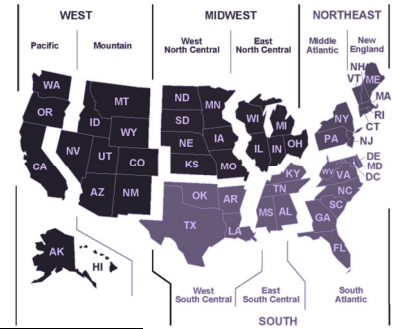 WEST
MIDWEST
NORTHEAST
Pacific
Mountain
West
North Central
East
North Central
Middle
Atlantic
New
England
WA
OR
CA
NV
ID
MT
WY
UT
CO
AZ
NM
AK
HI
ND
SD
NE
KS
MN
IA
MO
WI
MI
IL
IN
OH
NY
PA
NJ
NH
VT
ME
MA
RI
CT
DE
MD
DC
WV
VA
NC
SC
GA
FL
KY
TN
MS
AL
OK
AR
TX
LA
West
South Central
East
South Central
South
Atlantic
SOUTH